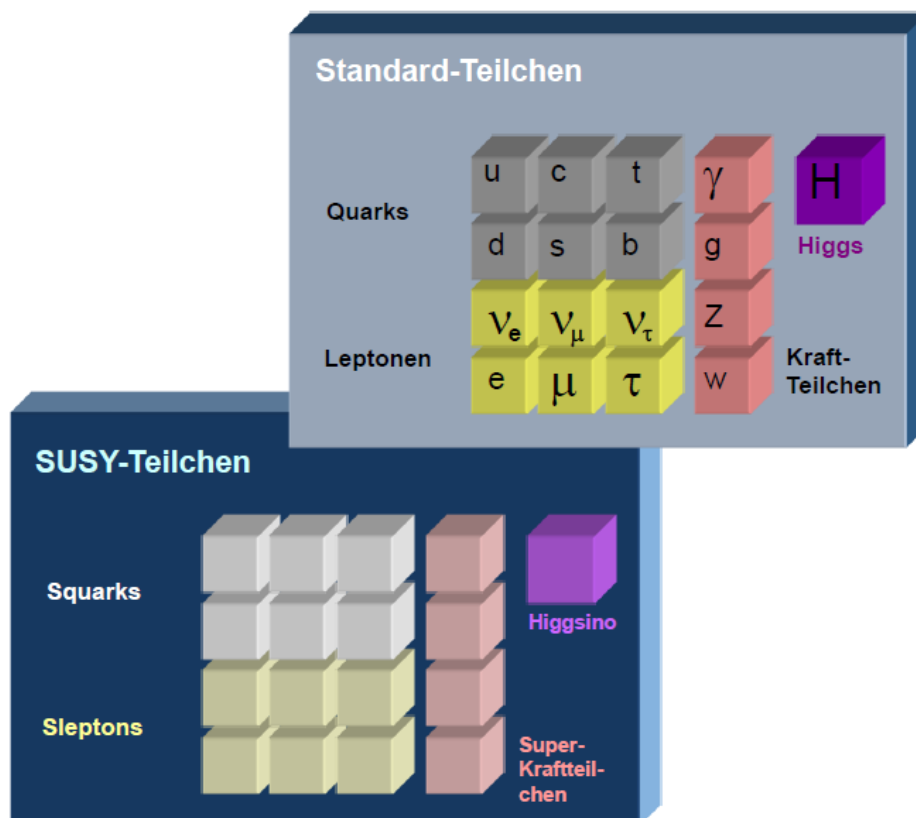 Standard-Teilchen
Quarks
u c t γ H
d s b g
Higgs
Leptonen
νe νμ ντ Z
e μ τ w
Kraft-
Teilchen
SUSY-Teilchen
Squarks
Higgsino
Sleptons
Super-
Kraftteil-
chen